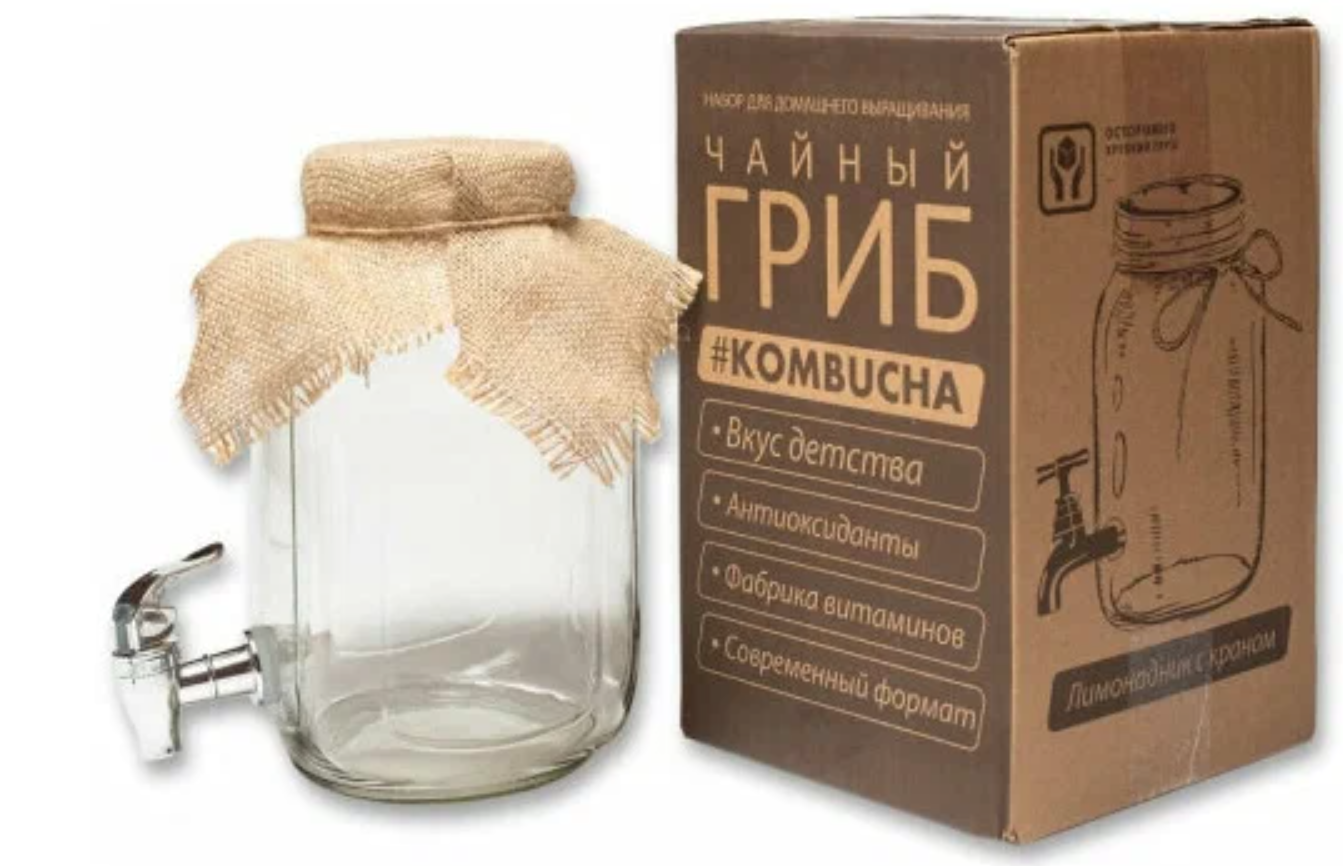 НАБОР ДЛЯ ДОМАШНЕГО ВЫРАЩИВАНИЯ
ЧАЙНЫЙ
ГРИБ
#KOMBUCHA
• Вкус детства
• Антиоксиданты
• Фабрика витаминов
• Современный формат
ОСТОРОЖНО
ХРУПКИЙ ГРУЗ
Лимонадник с краном